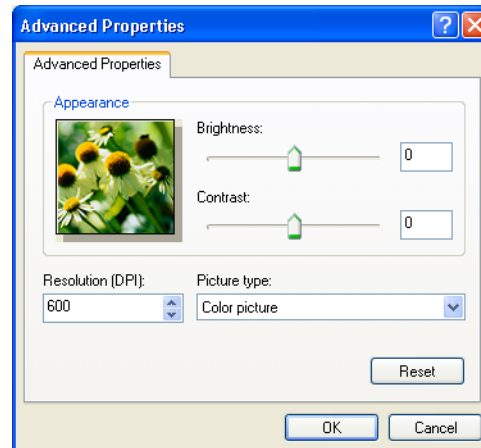 Advanced Properties
Advanced Properties
Appearance
Brightness:
0
Contrast:
0
Resolution (DPI): Picture type:
600 Color picture
Reset
OK Cancel